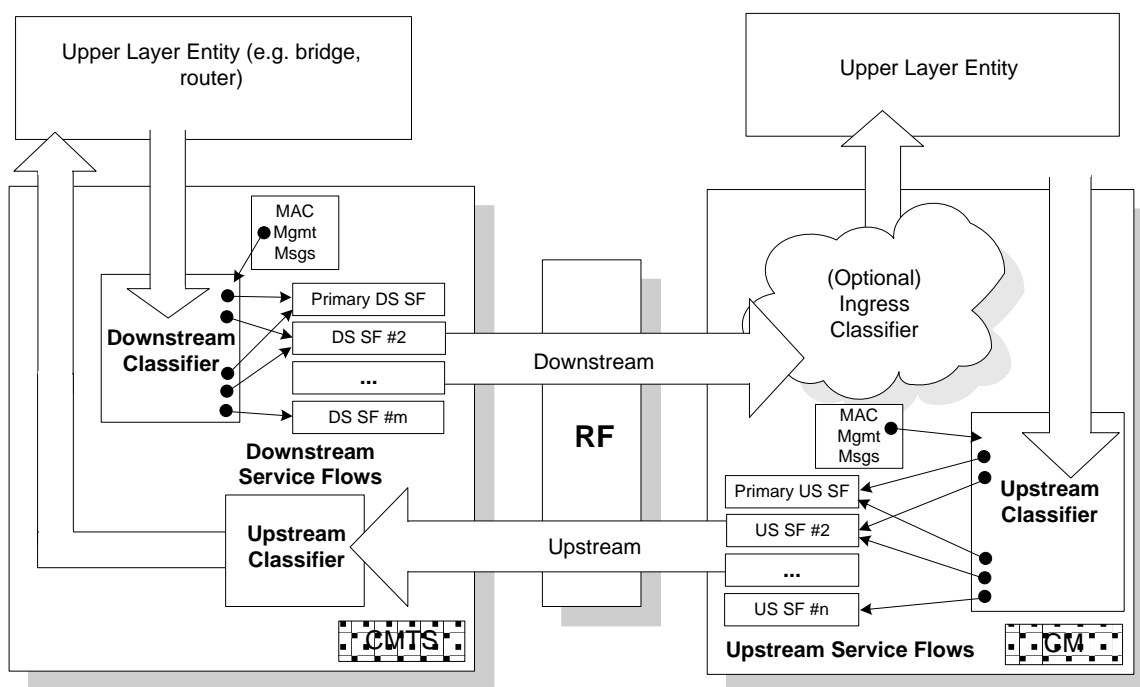 Upper Layer Entity (e.g. bridge,
router)
Upper Layer Entity
MAC
Mgmt
Msgs
Downstream
Classifier
Primary DS SF
DS SF #2
...
DS SF #m
Downstream
Service Flows
Downstream
RF
(Optional)
Ingress
Classifier
MAC
Mgmt
Msgs
Upstream
Classifier
Primary US SF
US SF #2
...
US SF #n
Upstream Service Flows
Upstream
Upstream
Classifier
CMTS
CM